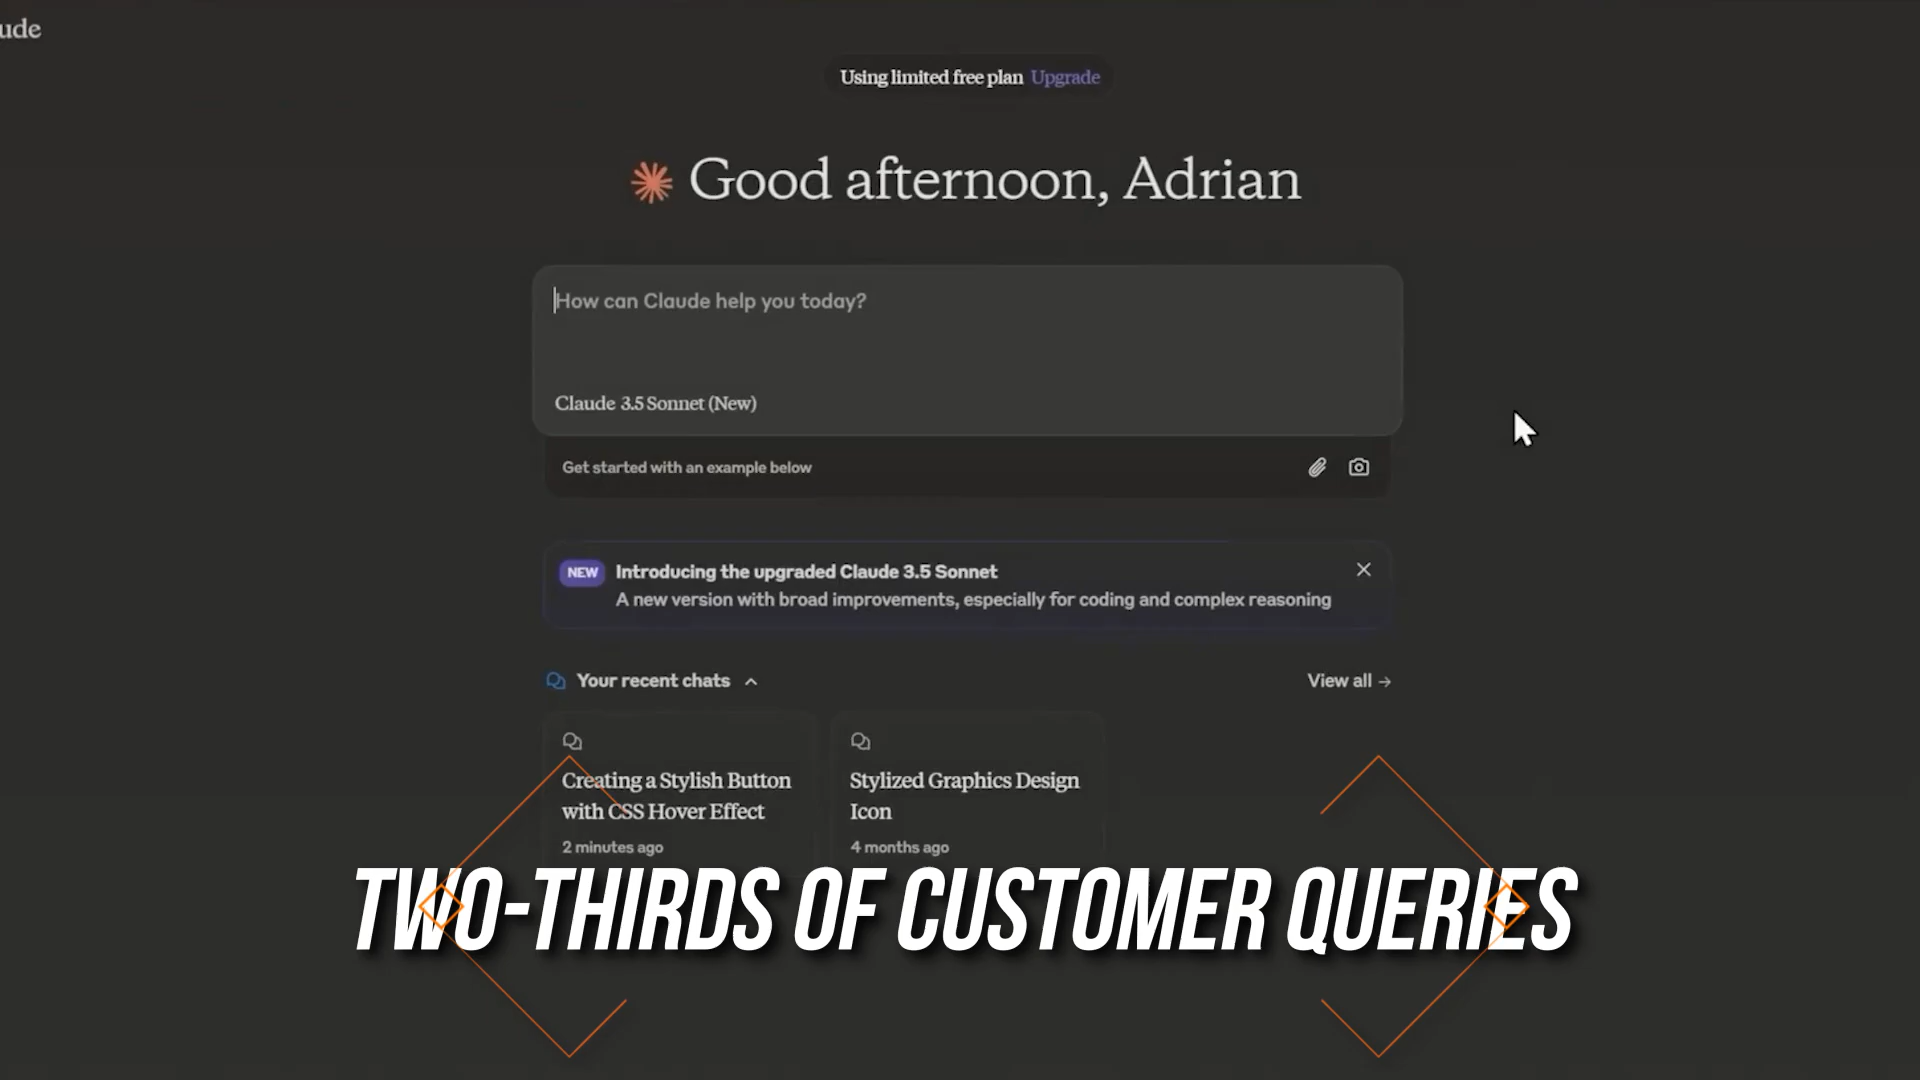 ude
Using limited free plan Upgrade
Good afternoon, Adrian
How can Claude help you today?
Claude 3.5 Sonnet (New)
Get started with an example below
NEW Introducing the upgraded Claude 3.5 Sonnet
A new version with broad improvements, especially for coding and complex reasoning
Your recent chats
View all →
Creating a Stylish Button
with CSS Hover Effect
2 minutes ago
Stylized Graphics Design
Icon
4 months ago
TWO-THIRDS OF CUSTOMER QUERIES